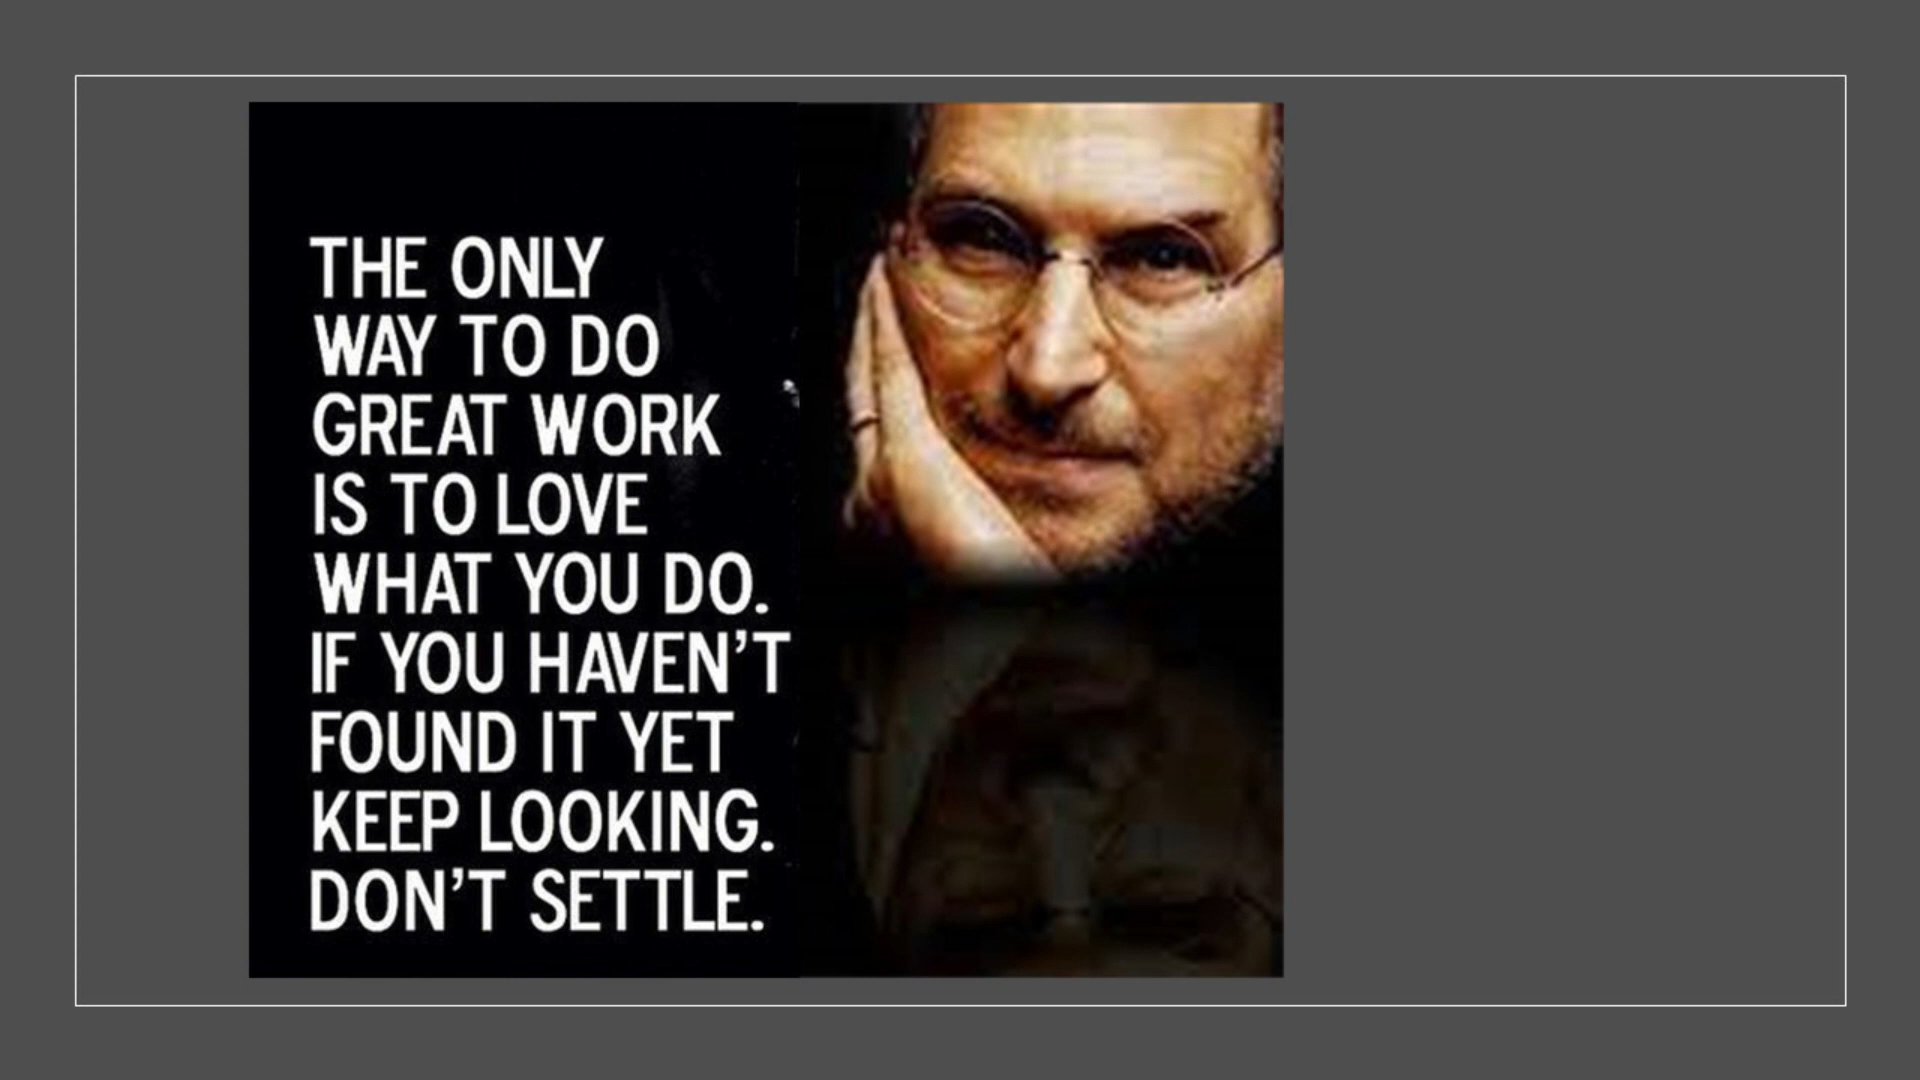 THE ONLY
WAY TO DO
GREAT WORK
IS TO LOVE
WHAT YOU DO.
IF YOU HAVEN'T
FOUND IT YET
KEEP LOOKING.
DON'T SETTLE.